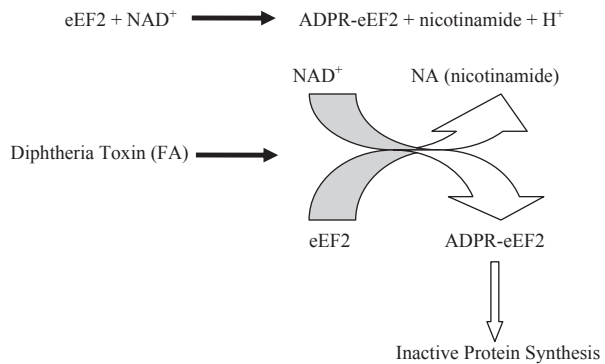 eEF2 + NAD⁺ ADPR-eEF2 + nicotinamide + H⁺
NAD⁺ NA (nicotinamide)
Diphtheria Toxin (FA)
eEF2 ADPR-eEF2
Inactive Protein Synthesis